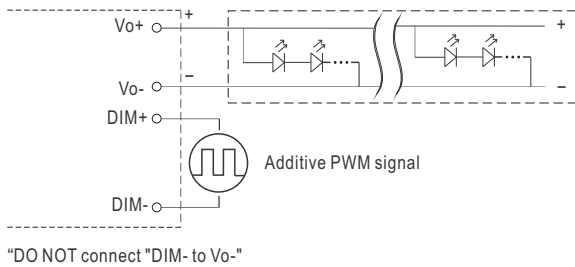 Vo+
+
+
Vo-
–
–
DIM+
Additive PWM signal
DIM-
“DO NOT connect "DIM- to Vo-"